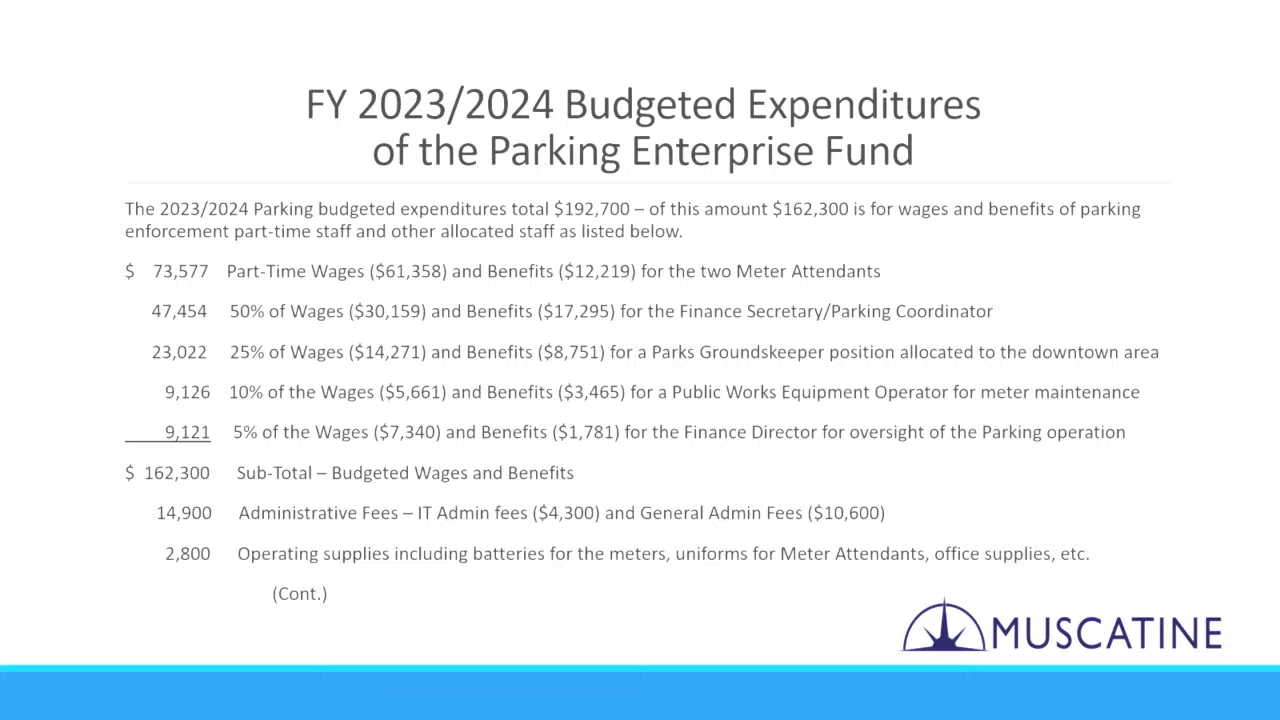 FY 2023/2024 Budgeted Expenditures
of the Parking Enterprise Fund
The 2023/2024 Parking budgeted expenditures total $192,700 – of this amount $162,300 is for wages and benefits of parking
enforcement part-time staff and other allocated staff as listed below.
$ 73,577 Part-Time Wages ($61,358) and Benefits ($12,219) for the two Meter Attendants
47,454 50% of Wages ($30,159) and Benefits ($17,295) for the Finance Secretary/Parking Coordinator
23,022 25% of Wages ($14,271) and Benefits ($8,751) for a Parks Groundskeeper position allocated to the downtown area
9,126 10% of the Wages ($5,661) and Benefits ($3,465) for a Public Works Equipment Operator for meter maintenance
9,121 5% of the Wages ($7,340) and Benefits ($1,781) for the Finance Director for oversight of the Parking operation
$ 162,300 Sub-Total – Budgeted Wages and Benefits
14,900 Administrative Fees – IT Admin fees ($4,300) and General Admin Fees ($10,600)
2,800 Operating supplies including batteries for the meters, uniforms for Meter Attendants, office supplies, etc.
(Cont.)
MUSCATINE